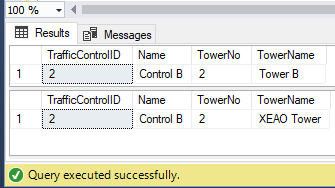 100 %
Results Messages
TrafficControlID Name TowerNo TowerName
1 2 Control B 2 Tower B
TrafficControlID Name TowerNo TowerName
1 2 Control B 2 XEAO Tower
Query executed successfully.